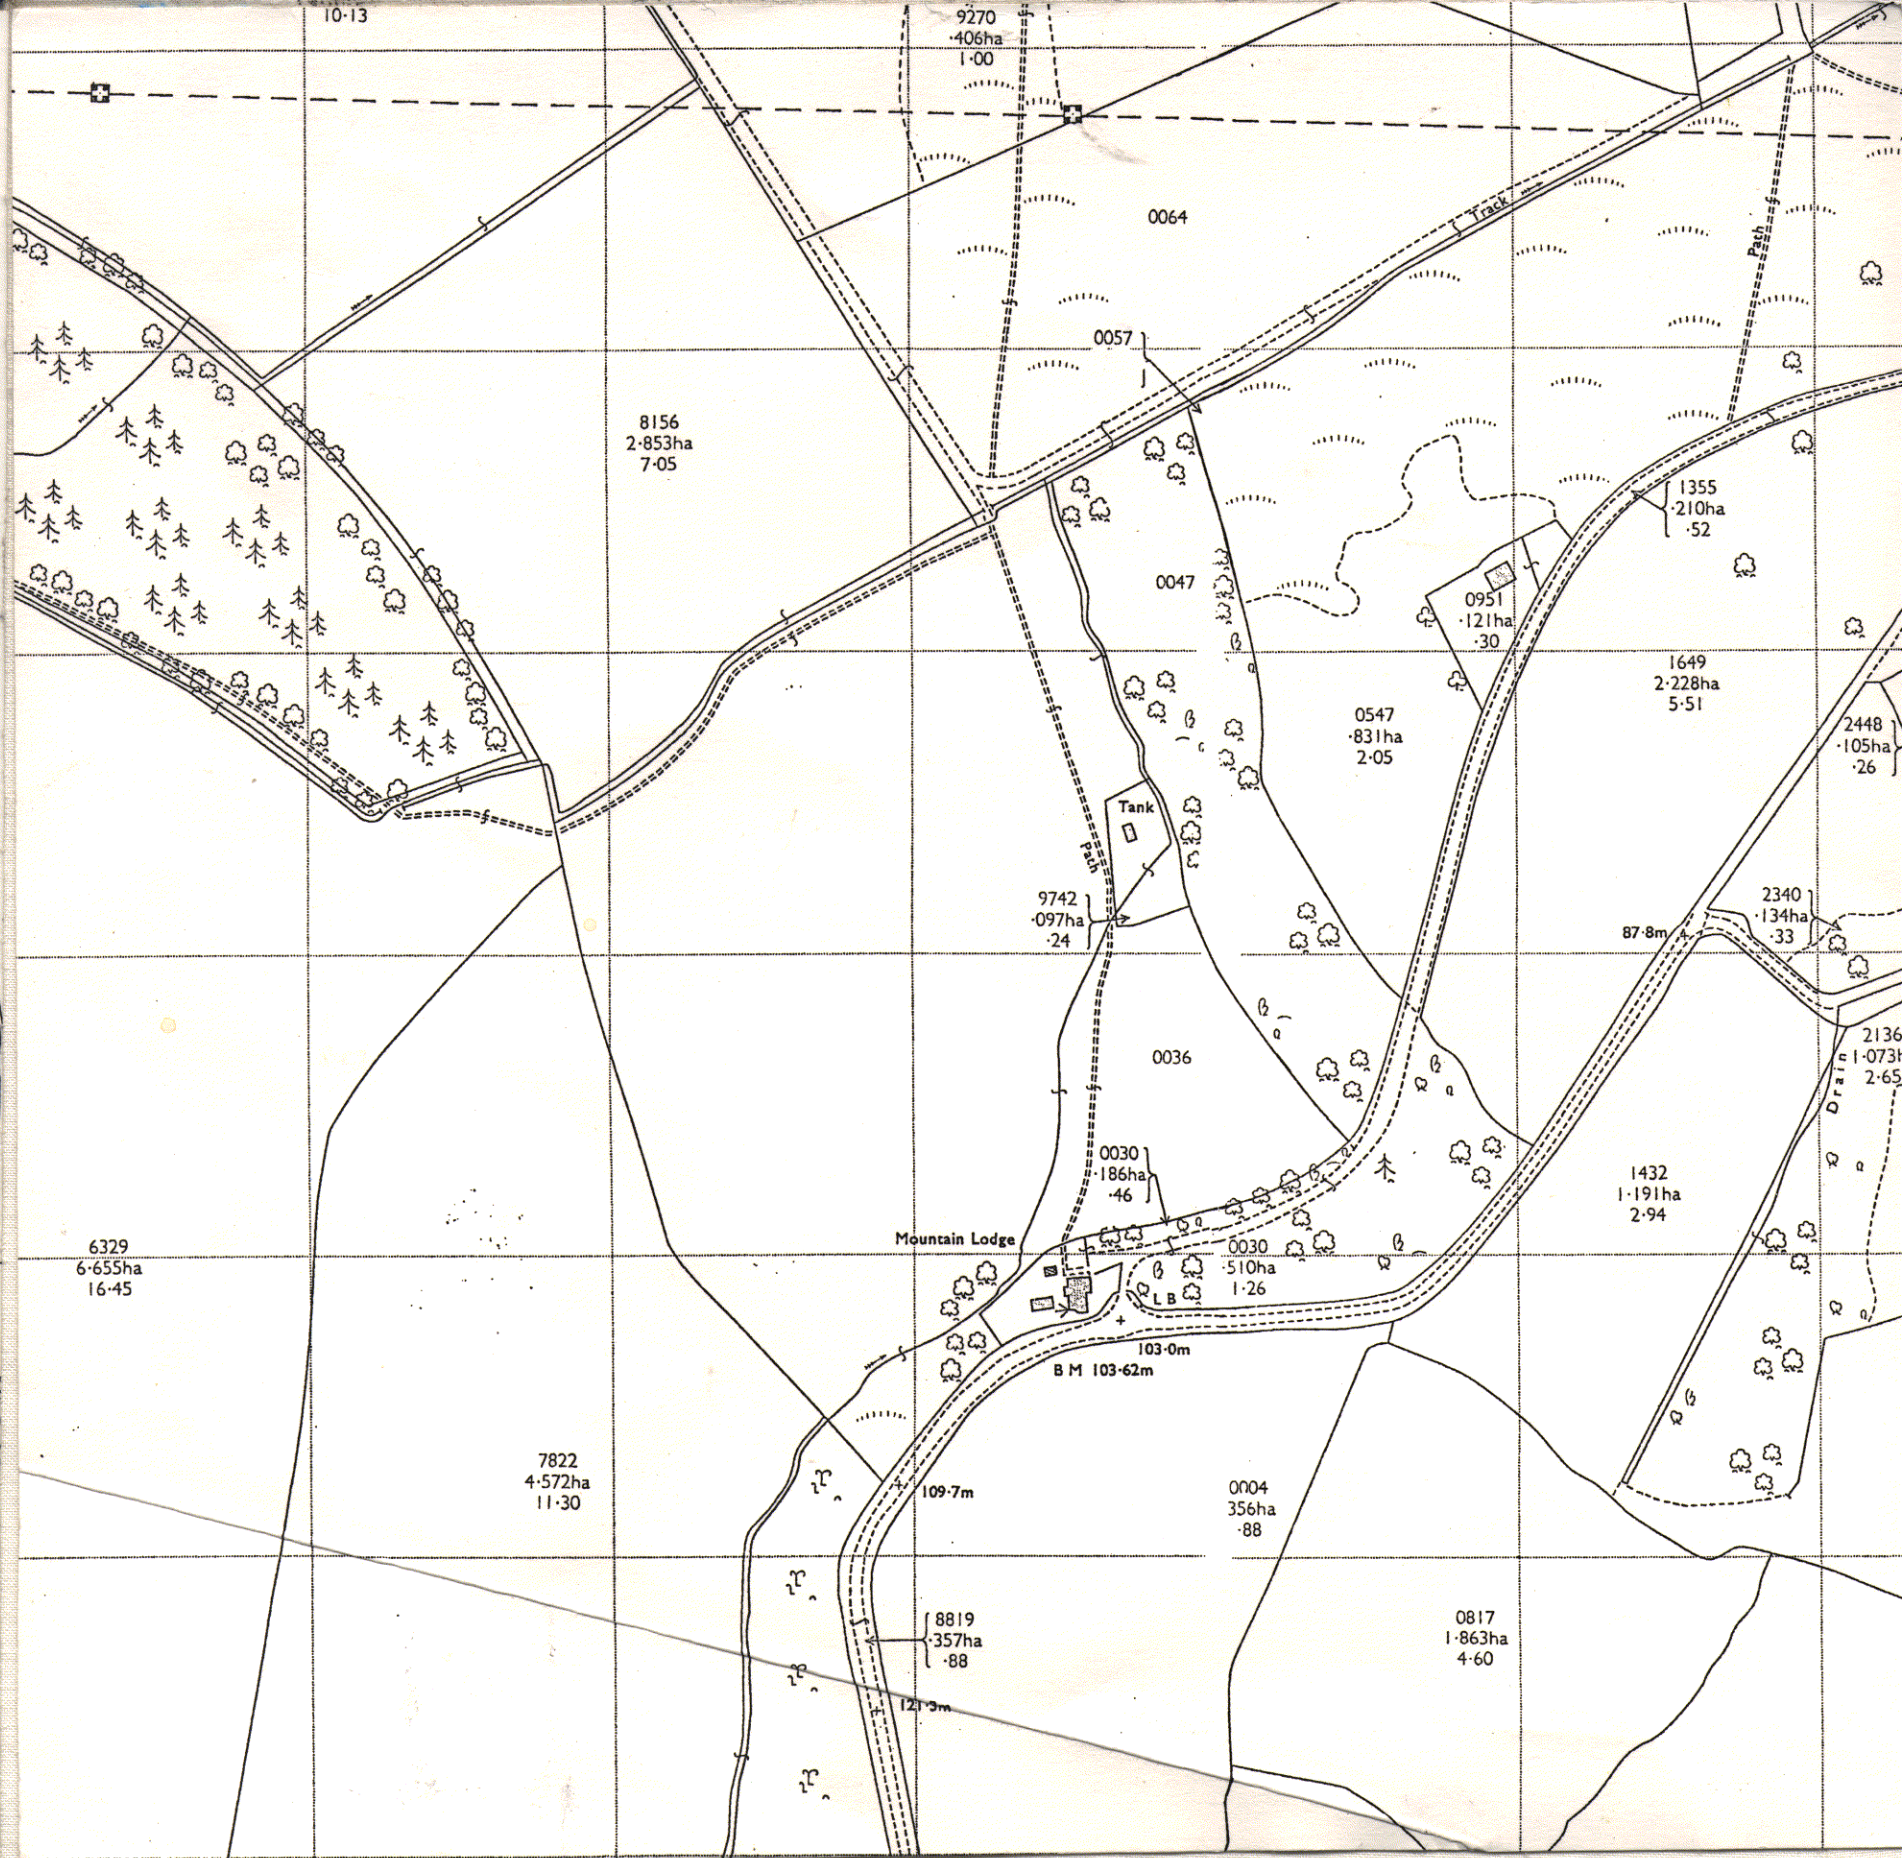 10·13
9270
·406ha
1·00
0064
Track
Path
0057
8156
2·853ha
7·05
1355
·210ha
·52
0047
0951
·121ha
·30
1649
2·228ha
5·51
0547
·831ha
2·05
2448
·105ha
·26
Tank
Path
9742
·097ha
·24
2340
·134ha
·33
87·8m
0036
2136
1·073h
2·65
Drain
0030
·186ha
·46
1432
1·191ha
2·94
Mountain Lodge
0030
·510ha
1·26
6329
6·655ha
16·45
L B
103·0m
B M 103·62m
7822
4·572ha
11·30
109·7m
0004
356ha
·88
8819
·357ha
·88
0817
1·863ha
4·60
121·3m